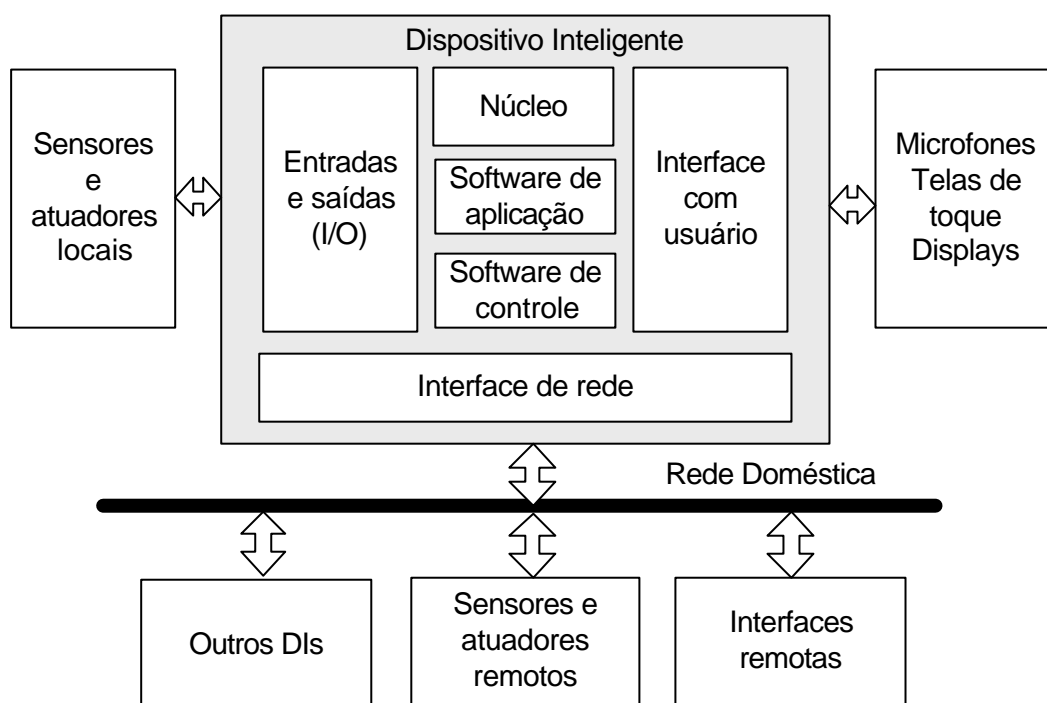 Dispositivo Inteligente
Sensores
e
atuadores
locais
Entradas
e saídas
(I/O)
Núcleo
Software de
aplicação
Software de
controle
Interface
com
usuário
Microfones
Telas de
toque
Displays
Interface de rede
Rede Doméstica
Outros DIs
Sensores e
atuadores
remotos
Interfaces
remotas